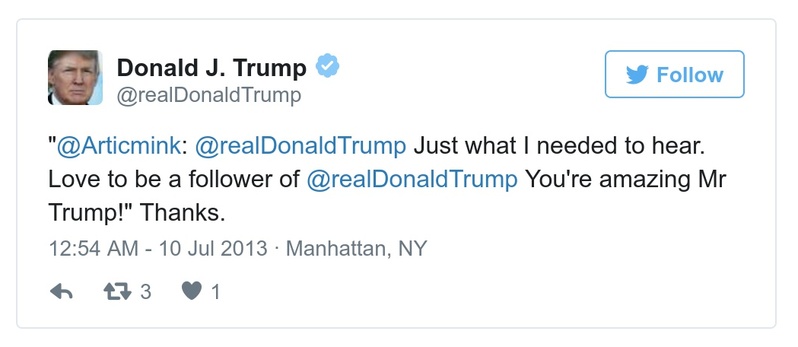 Donald J. Trump
@realDonaldTrump
Follow
"@Articmink: @realDonaldTrump Just what I needed to hear.
Love to be a follower of @realDonaldTrump You're amazing Mr
Trump!" Thanks.
12:54 AM - 10 Jul 2013 · Manhattan, NY
3
1